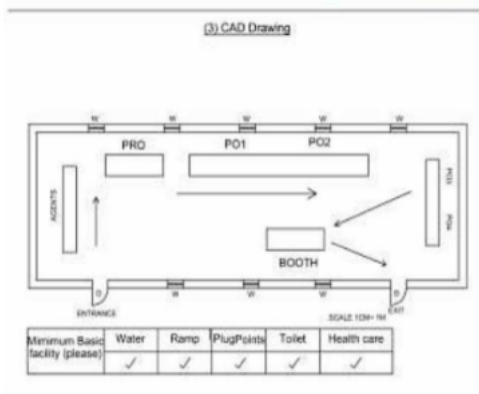 (3) CAD Drawing
W W W W W
PRO PO1 PO2
AGENTS
PO3
PO4
BOOTH
D D
W W W
ENTRANCE
EXIT
SCALE 1CM= 1M
Minimum Basic facility (please) Water Ramp PlugPoints Toilet Health care
✓ ✓ ✓ ✓ ✓